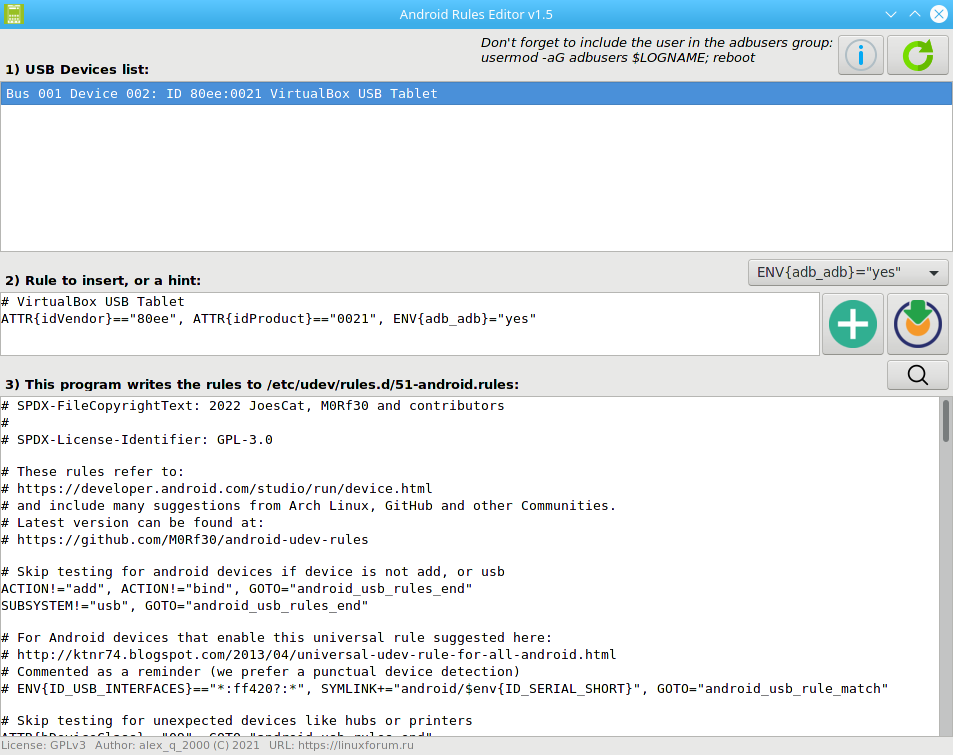 Android Rules Editor v1.5
Don't forget to include the user in the adbusers group:
usermod -aG adbusers $LOGNAME; reboot
1) USB Devices list:
Bus 001 Device 002: ID 80ee:0021 VirtualBox USB Tablet
ENV{adb_adb}="yes"
2) Rule to insert, or a hint:
# VirtualBox USB Tablet
ATTR{idVendor}=="80ee", ATTR{idProduct}=="0021", ENV{adb_adb}="yes"
3) This program writes the rules to /etc/udev/rules.d/51-android.rules:
# SPDX-FileCopyrightText: 2022 JoesCat, M0Rf30 and contributors
#
# SPDX-License-Identifier: GPL-3.0
# These rules refer to:
# https://developer.android.com/studio/run/device.html
# and include many suggestions from Arch Linux, GitHub and other Communities.
# Latest version can be found at:
# https://github.com/M0Rf30/android-udev-rules
# Skip testing for android devices if device is not add, or usb
ACTION!="add", ACTION!="bind", GOTO="android_usb_rules_end"
SUBSYSTEM!="usb", GOTO="android_usb_rules_end"
# For Android devices that enable this universal rule suggested here:
# http://ktnr74.blogspot.com/2013/04/universal-udev-rule-for-all-android.html
# Commented as a reminder (we prefer a punctual device detection)
# ENV{ID_USB_INTERFACES}=="*:ff420?:*", SYMLINK+="android/$env{ID_SERIAL_SHORT}", GOTO="android_usb_rule_match"
# Skip testing for unexpected devices like hubs or printers
License: GPLv3 Author: alex_q_2000 (C) 2021 URL: https://linuxforum.ru